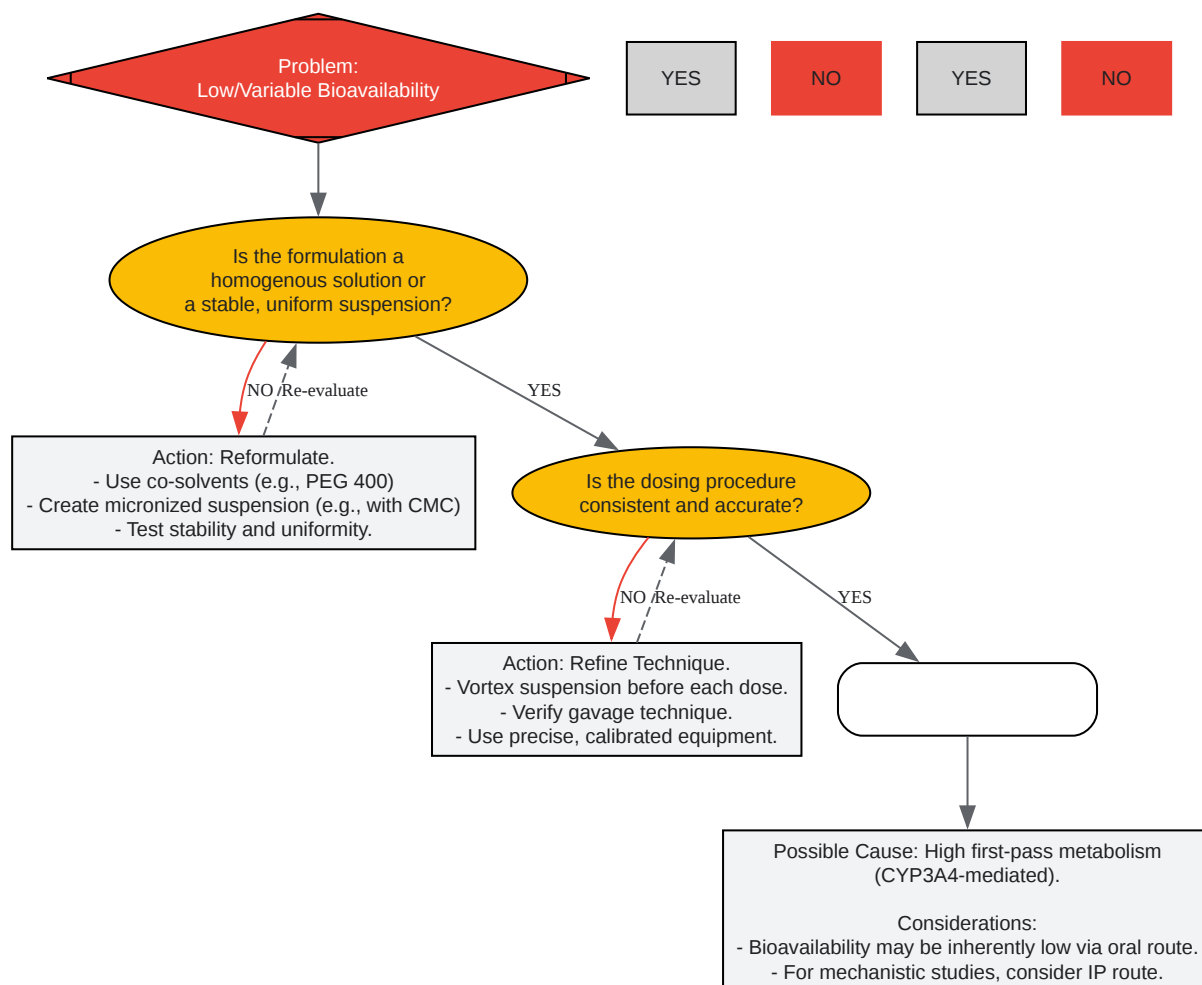 Problem:
Low/Variable Bioavailability
YES
NO
YES
NO
Is the formulation a
homogenous solution or
a stable, uniform suspension?
NO
Re-evaluate
YES
Action: Reformulate.
- Use co-solvents (e.g., PEG 400)
- Create micronized suspension (e.g., with CMC)
- Test stability and uniformity.
Is the dosing procedure
consistent and accurate?
NO
Re-evaluate
YES
Action: Refine Technique.
- Vortex suspension before each dose.
- Verify gavage technique.
- Use precise, calibrated equipment.
Possible Cause: High first-pass metabolism
(CYP3A4-mediated).
Considerations:
- Bioavailability may be inherently low via oral route.
- For mechanistic studies, consider IP route.